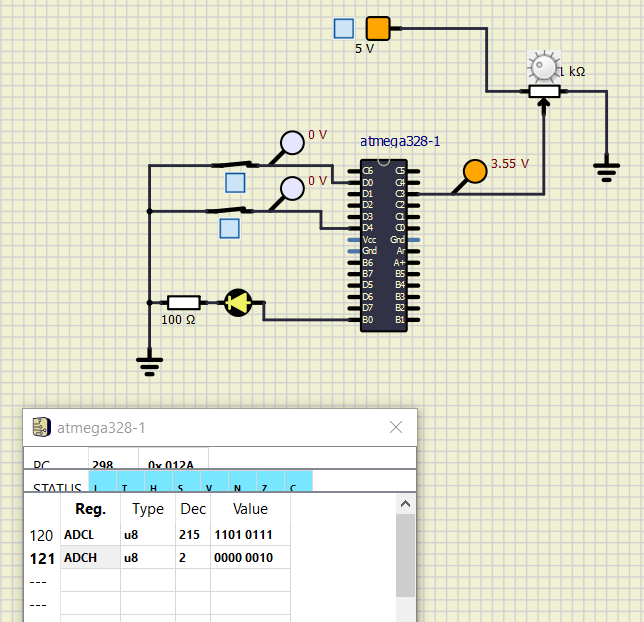 5 V
1 kΩ
0 V
atmega328-1
3.55 V
0 V
C6 C5
D0 C4
D1 C3
D2 C2
D3 C1
D4 C0
Vcc Gnd
Gnd Ar
B6 A+
B7 B5
D5 B4
D6 B3
D7 B2
B0 B1
100 Ω
atmega328-1
PC 298 0x 012A
STATUS I T H S V N Z C
Reg. Type Dec Value
120 ADCL u8 215 1101 0111
121 ADCH u8 2 0000 0010
---
---